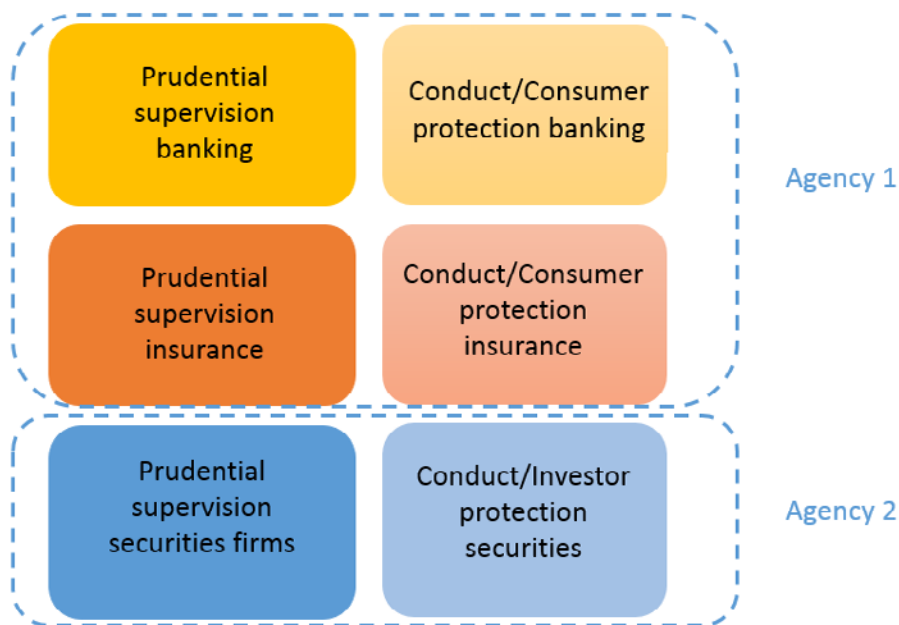 Prudential
supervision
banking
Conduct/Consumer
protection banking
Agency 1
Prudential
supervision
insurance
Conduct/Consumer
protection
insurance
Prudential
supervision
securities firms
Conduct/Investor
protection
securities
Agency 2